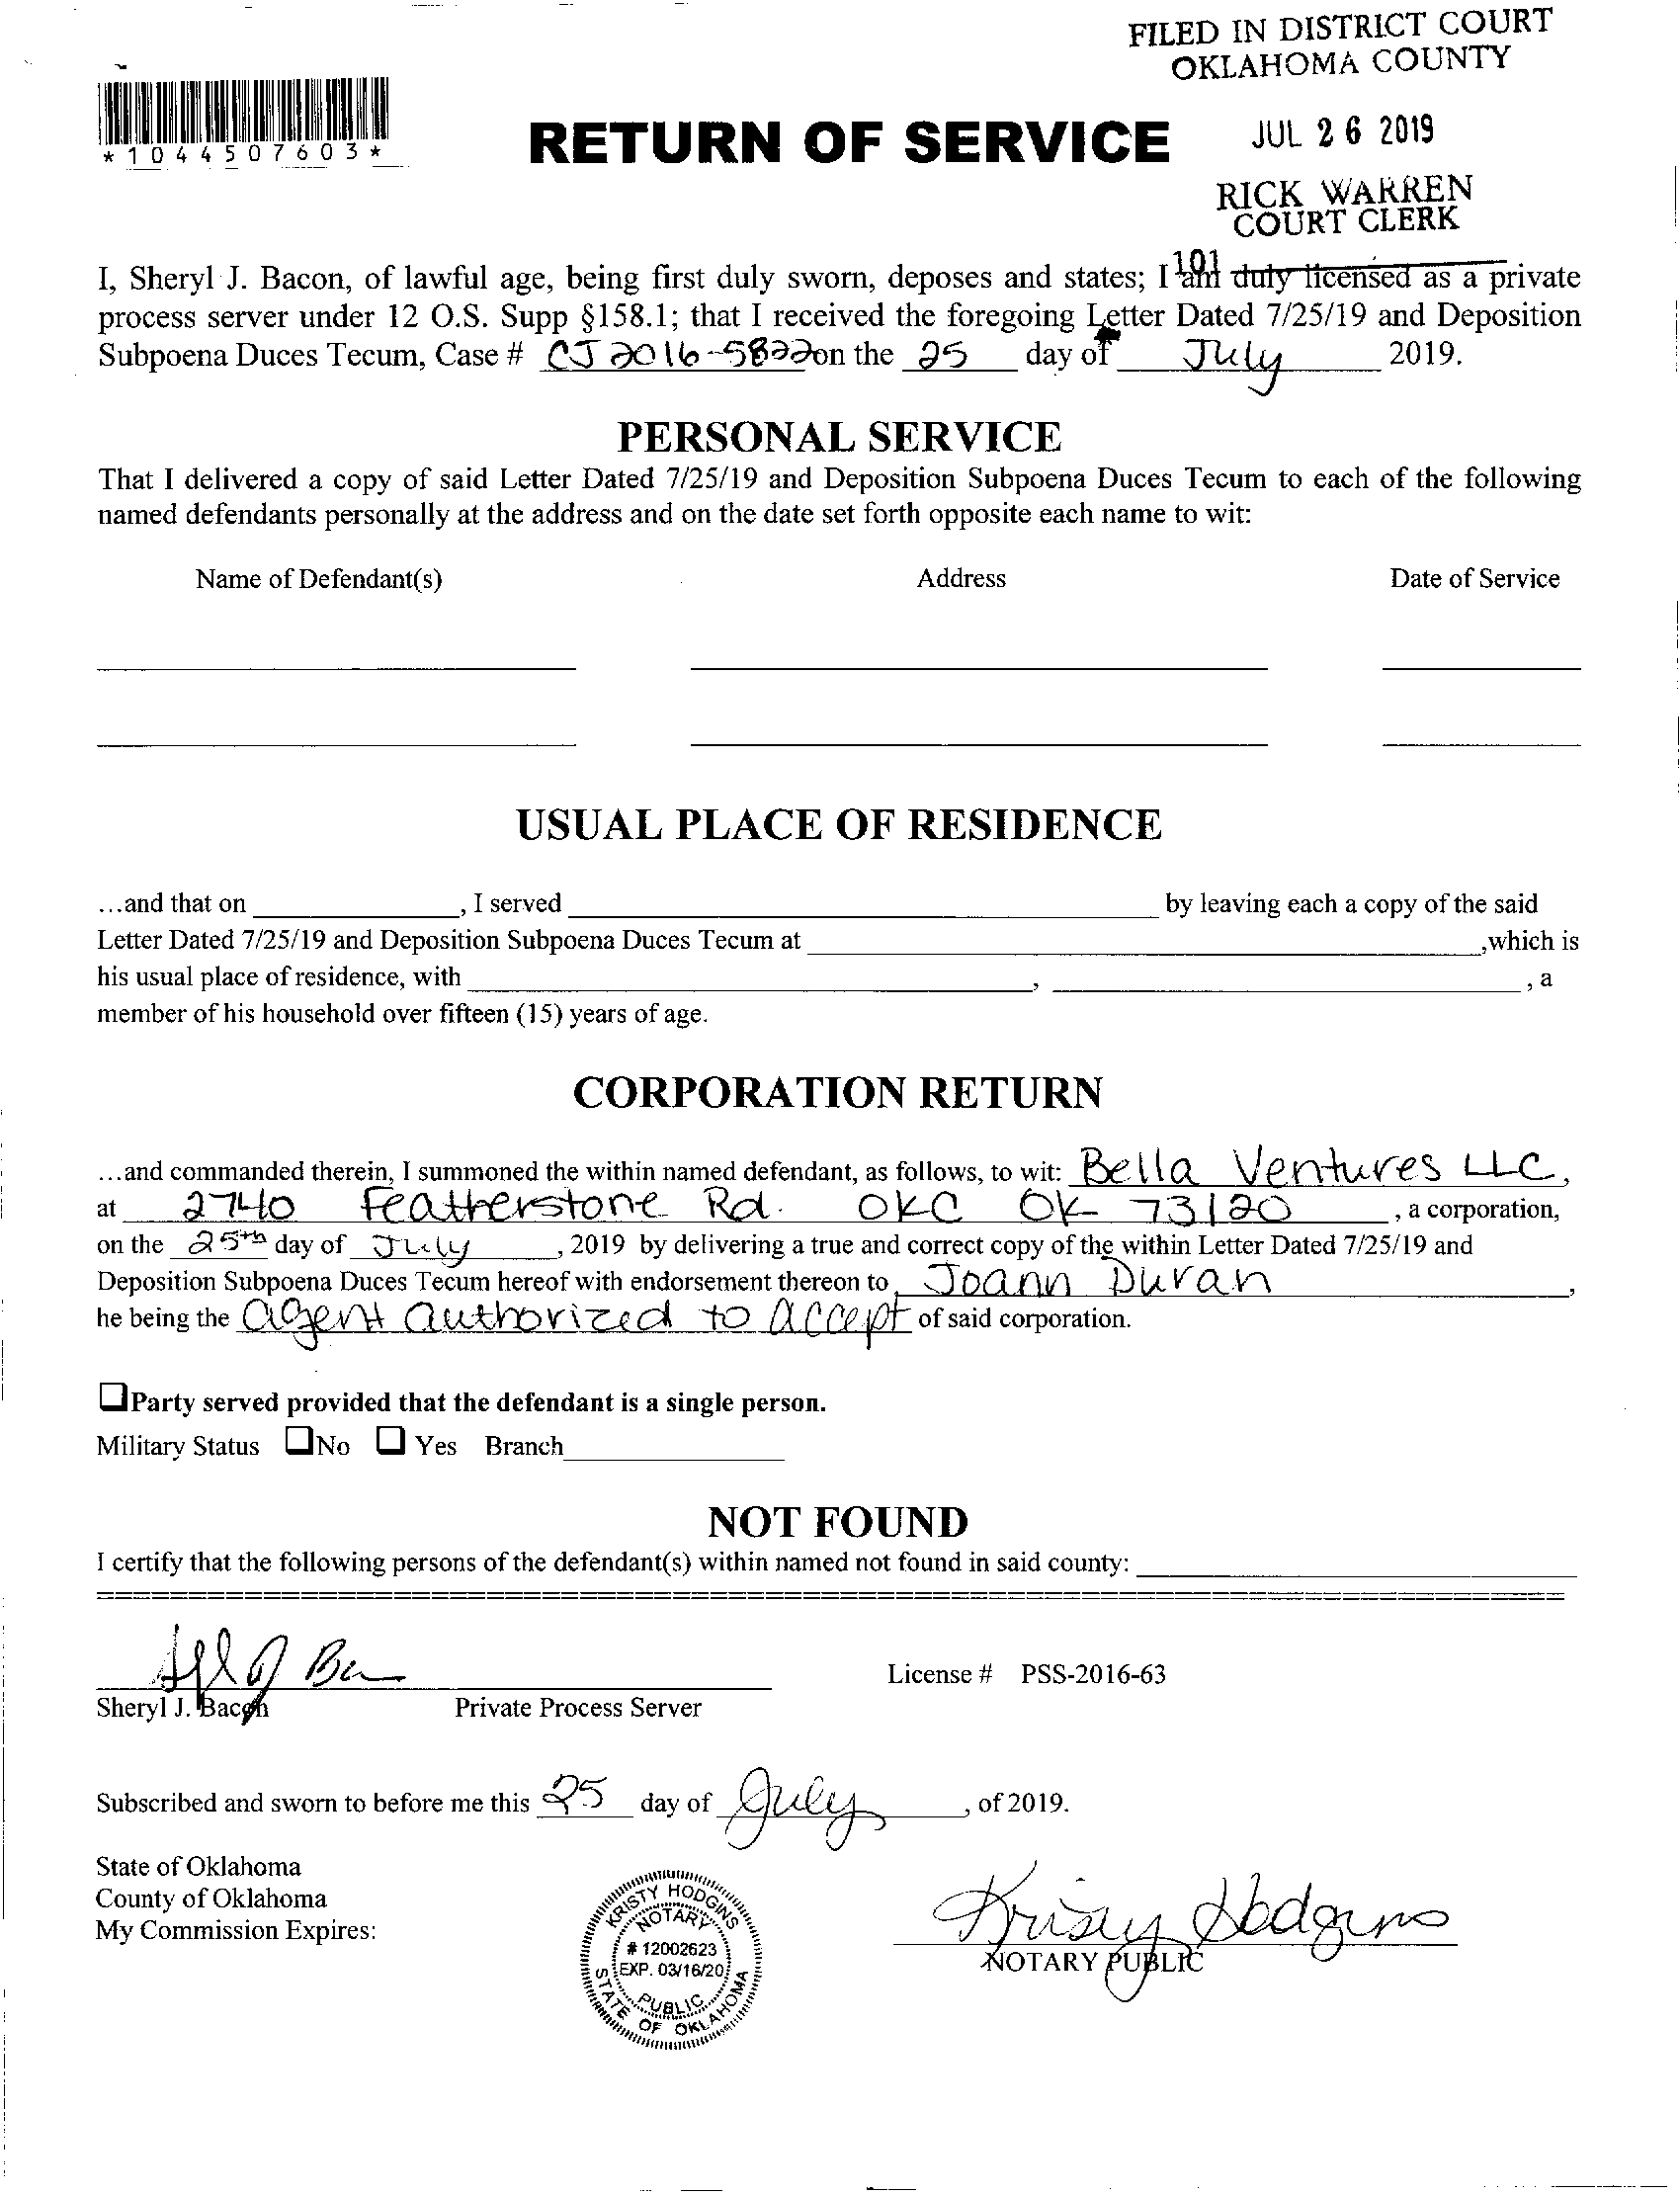 FILED IN DISTRICT COURT
OKLAHOMA COUNTY
*1044507603*
RETURN OF SERVICE
JUL 26 2019
RICK WARREN
COURT CLERK
101
I, Sheryl J. Bacon, of lawful age, being first duly sworn, deposes and states; I am duly licensed as a private
process server under 12 O.S. Supp §158.1; that I received the foregoing Letter Dated 7/25/19 and Deposition
Subpoena Duces Tecum, Case # CJ 2016-5822 on the 25 day of July 2019.
PERSONAL SERVICE
That I delivered a copy of said Letter Dated 7/25/19 and Deposition Subpoena Duces Tecum to each of the following
named defendants personally at the address and on the date set forth opposite each name to wit:
Name of Defendant(s) Address Date of Service
USUAL PLACE OF RESIDENCE
...and that on ____, I served ____ by leaving each a copy of the said
Letter Dated 7/25/19 and Deposition Subpoena Duces Tecum at ____,which is
his usual place of residence, with ____, ____, a
member of his household over fifteen (15) years of age.
CORPORATION RETURN
...and commanded therein, I summoned the within named defendant, as follows, to wit: Bella Ventures LLC,
at 2740 Featherstone Rd. OKC OK 73120, a corporation,
on the 25th day of July, 2019 by delivering a true and correct copy of the within Letter Dated 7/25/19 and
Deposition Subpoena Duces Tecum hereof with endorsement thereon to Joann Duran,
he being the agent authorized to accept of said corporation.
Party served provided that the defendant is a single person.
Military Status No Yes Branch
NOT FOUND
I certify that the following persons of the defendant(s) within named not found in said county:
Sheryl J. Bacon Private Process Server
License # PSS-2016-63
Subscribed and sworn to before me this 25 day of July, of 2019.
State of Oklahoma
County of Oklahoma
My Commission Expires:
KRISTY HODGINS
NOTARY
# 12002623
EXP. 03/16/20
PUBLIC
STATE OF OKLAHOMA
Kristy Hodgins
NOTARY PUBLIC